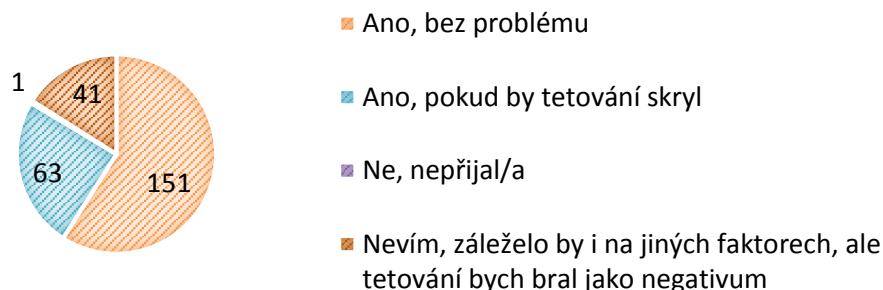 Ano, bez problému
1
41
Ano, pokud by tetování skryl
63
151
Ne, nepřijal/a
Nevím, záleželo by i na jiných faktorech, ale
tetování bych bral jako negativum